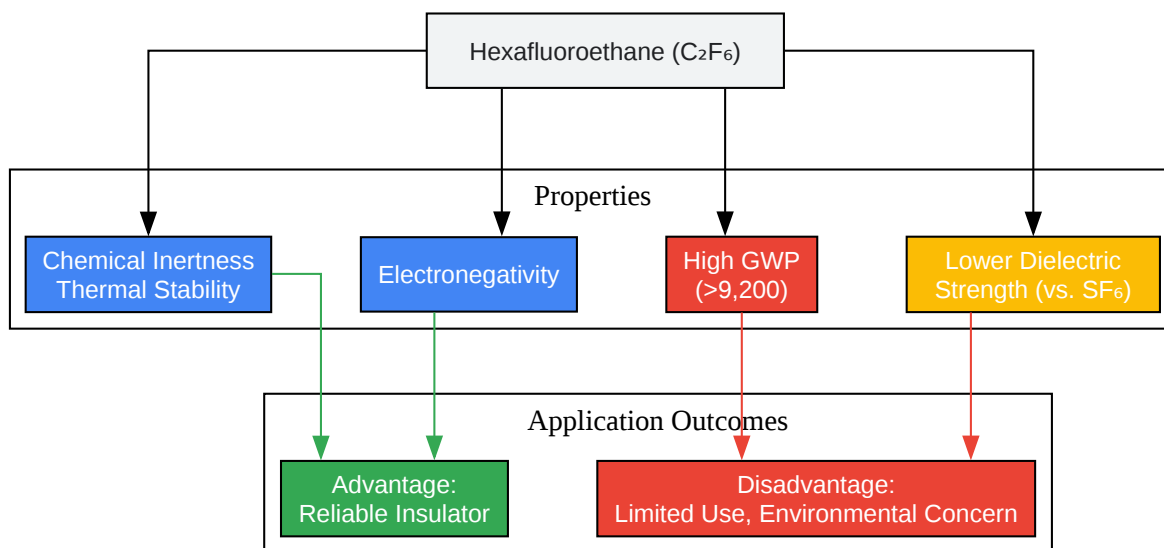 Hexafluoroethane (C₂F₆)
Properties
Chemical Inertness
Thermal Stability
Electronegativity
High GWP
(>9,200)
Lower Dielectric
Strength (vs. SF₆)
Application Outcomes
Advantage:
Reliable Insulator
Disadvantage:
Limited Use, Environmental Concern